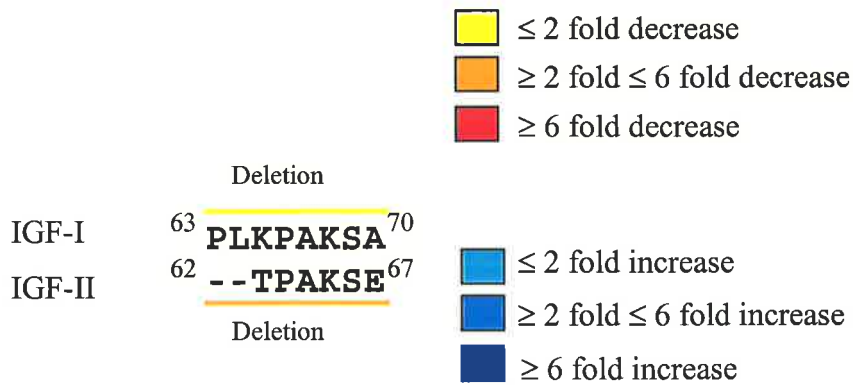 ≤ 2 fold decrease
≥ 2 fold ≤ 6 fold decrease
≥ 6 fold decrease
Deletion
IGF-I 63 PLKPAKSA 70
IGF-II 62 --TPAKSE 67
Deletion
≤ 2 fold increase
≥ 2 fold ≤ 6 fold increase
≥ 6 fold increase